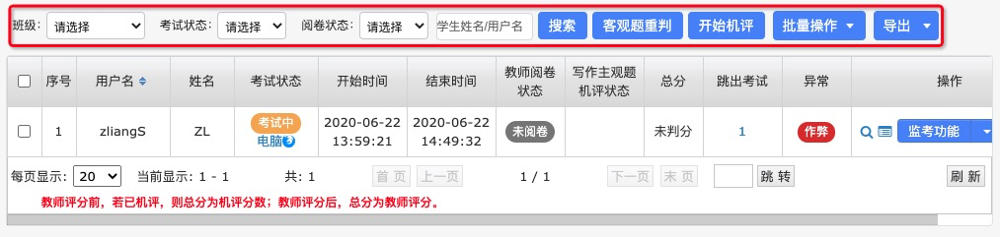 班级: 请选择 考试状态: 请选择 阅卷状态: 请选择 学生姓名/用户名 搜索 客观题重判 开始机评 批量操作 导出
序号 用户名 姓名 考试状态 开始时间 结束时间 教师阅卷状态 写作主观题机评状态 总分 跳出考试 异常 操作
1 zliangS ZL 考试中 电脑 2020-06-22 13:59:21 2020-06-22 14:49:32 未阅卷 未判分 1 作弊 监考功能
每页显示: 20 当前显示: 1 - 1 共: 1 首 页 上一页 1 / 1 下一页 末 页 跳 转 刷 新
教师评分前，若已机评，则总分为机评分数；教师评分后，总分为教师评分。